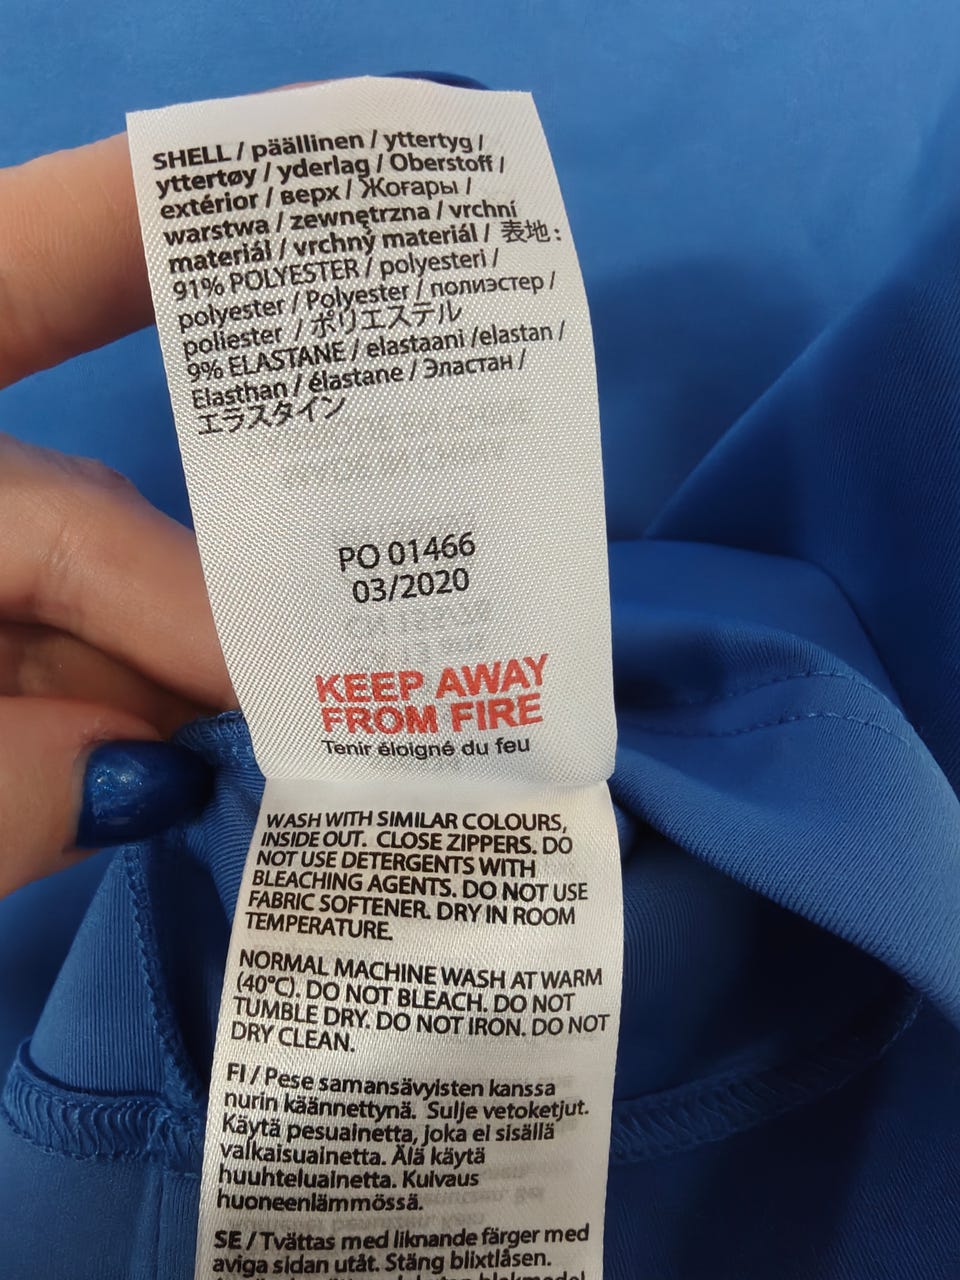 SHELL / päällinen / yttertyg /
yttertøy / yderlag / Oberstoff /
extérior / верх / Жоғары /
warstwa / zewnętrzna / vrchní
materiál / vrchný materiál / 表地:
91% POLYESTER / polyesteri /
polyester / Polyester / полиэстер /
poliester / ポリエステル
9% ELASTANE / elastaani /elastan /
Elasthan / élastane / Эластан /
エラスタイン
PO 01466
03/2020
KEEP AWAY
FROM FIRE
Tenir éloigné du feu
WASH WITH SIMILAR COLOURS,
INSIDE OUT. CLOSE ZIPPERS. DO
NOT USE DETERGENTS WITH
BLEACHING AGENTS. DO NOT USE
FABRIC SOFTENER. DRY IN ROOM
TEMPERATURE.
NORMAL MACHINE WASH AT WARM
(40°C). DO NOT BLEACH. DO NOT
TUMBLE DRY. DO NOT IRON. DO NOT
DRY CLEAN.
FI / Pese samansävyisten kanssa
nurin käännettynä. Sulje vetoketjut.
Käytä pesuainetta, joka ei sisällä
valkaisuainetta. Älä käytä
huuhteluainetta. Kuivaus
huoneenlämmössä.
SE / Tvättas med liknande färger med
aviga sidan utåt. Stäng blixtlåsen.